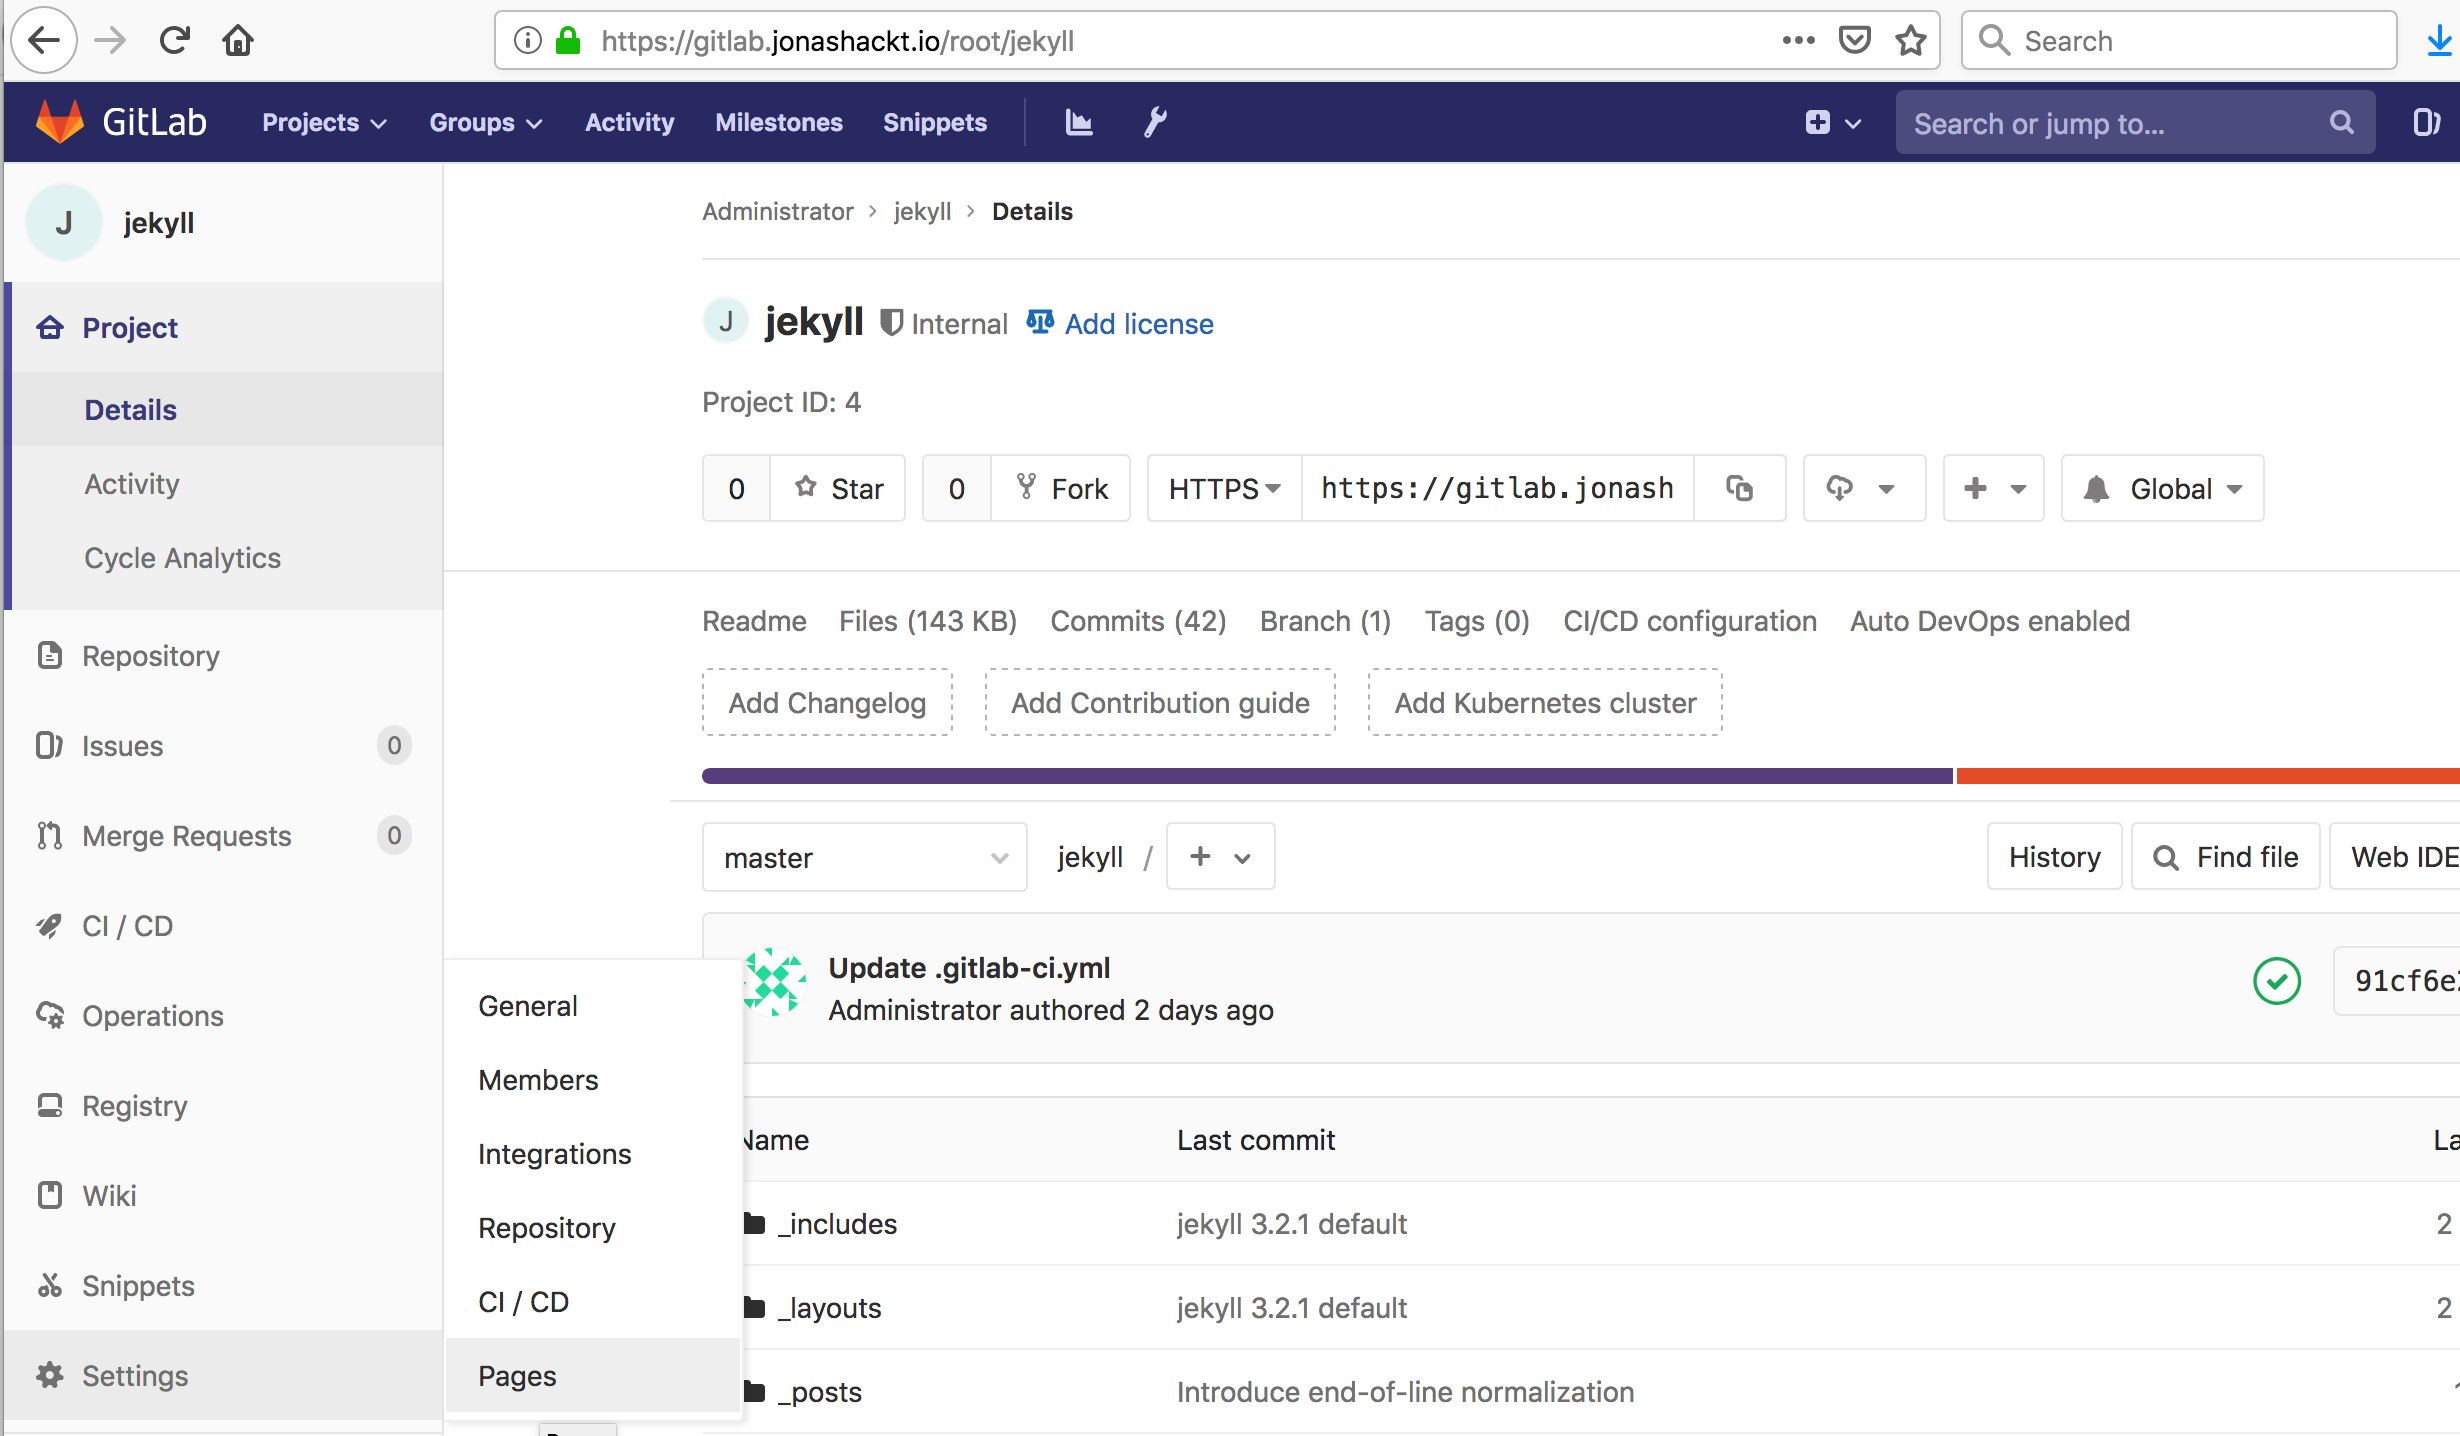 https://gitlab.jonashackt.io/root/jekyll
Search
GitLab Projects Groups Activity Milestones Snippets Search or jump to...
J jekyll
Project
Details
Activity
Cycle Analytics
Repository
Issues 0
Merge Requests 0
CI / CD
Operations
Registry
Wiki
Snippets
Settings
General
Members
Integrations
Repository
CI / CD
Pages
Administrator > jekyll > Details
J jekyll Internal Add license
Project ID: 4
0 Star 0 Fork HTTPS https://gitlab.jonash Global
Readme Files (143 KB) Commits (42) Branch (1) Tags (0) CI/CD configuration Auto DevOps enabled
Add Changelog Add Contribution guide Add Kubernetes cluster
master jekyll / + History Find file Web IDE
Update .gitlab-ci.yml
Administrator authored 2 days ago
91cf6e
Name Last commit La
_includes jekyll 3.2.1 default 2
_layouts jekyll 3.2.1 default 2
_posts Introduce end-of-line normalization